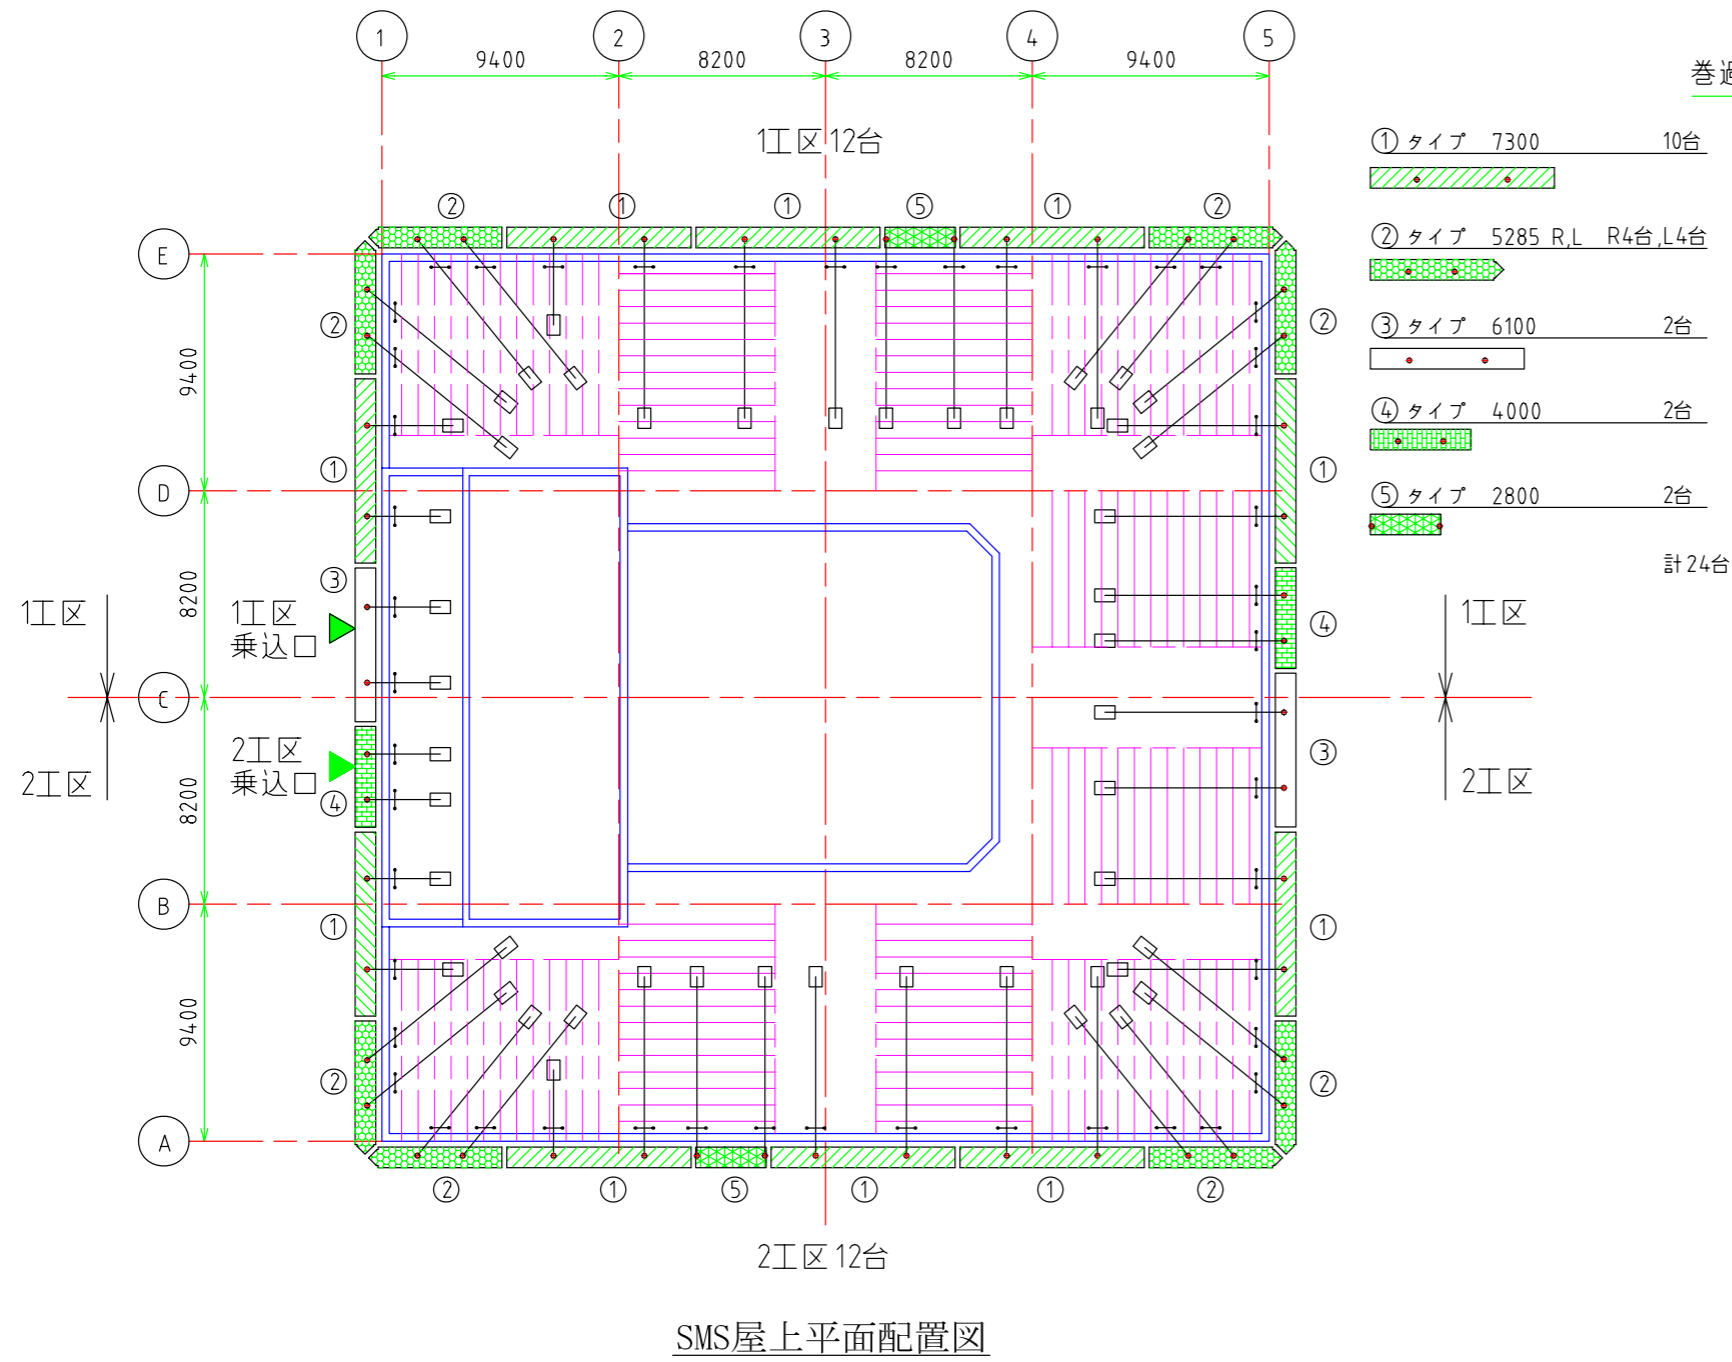 1 2 3 4 5
9400 8200 8200 9400
巻過
1工区 12台
① タイプ 7300 10台
② タイプ 5285 R,L R4台,L4台
③ タイプ 6100 2台
④ タイプ 4000 2台
⑤ タイプ 2800 2台
計 24台
② ① ① ⑤ ① ②
E
② ②
9400
① ①
D
③
8200
1工区
1工区
乗込口
④
1工区
C
2工区
2工区
乗込口
③
2工区
④
8200
B
① ①
9400
② ②
A
② ① ⑤ ① ① ②
2工区 12台
SMS屋上平面配置図